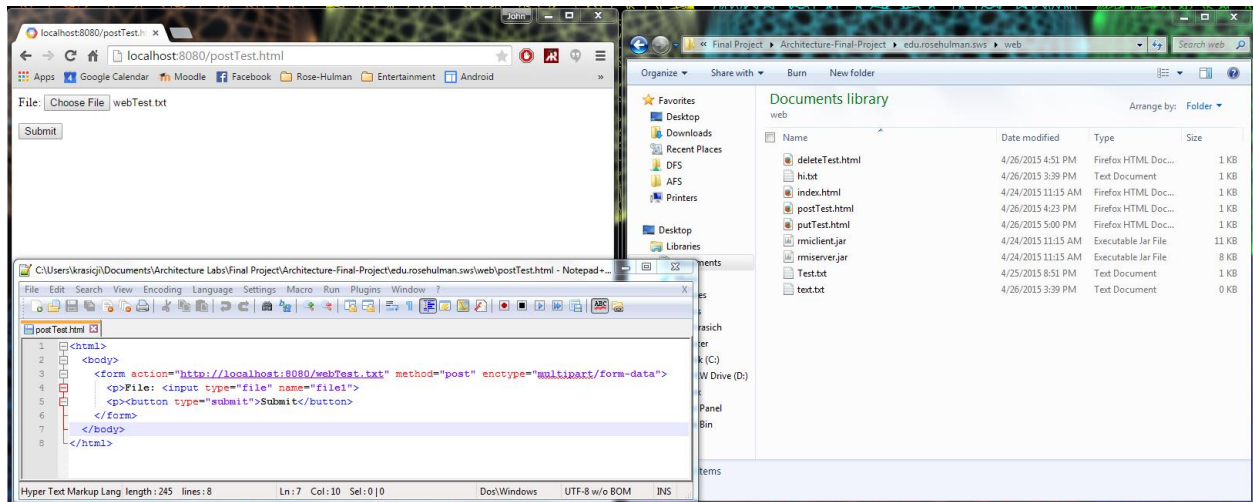 John
localhost:8080/postTest.h
localhost:8080/postTest.html
Apps Google Calendar Moodle Facebook Rose-Hulman Entertainment Android »
File: Choose File webTest.txt
Submit
C:\Users\krasicji\Documents\Architecture Labs\Final Project\Architecture-Final-Project\edu.rosehulman.sws\web\postTest.html - Notepad+...
File Edit Search View Encoding Language Settings Macro Run Plugins Window ? X
postTest.html
1 <html>
2 <body>
3 <form action="http://localhost:8080/webTest.txt" method="post" enctype="multipart/form-data">
4 <p>File: <input type="file" name="file1">
5 <p><button type="submit">Submit</button>
6 </form>
7 </body>
8 </html>
Hyper Text Markup Lang length : 245 lines : 8 Ln : 7 Col : 10 Sel : 0 | 0 Dos\Windows UTF-8 w/o BOM INS
« Final Project Architecture-Final-Project edu.rosehulman.sws web Search web
Organize Share with Burn New folder
Favorites
Desktop
Downloads
Recent Places
DFS
AFS
Printers
Desktop
Libraries
ments
es
rasich
ter
k (C:)
W Drive (D:)
Panel
Bin
tems
Documents library
web
Arrange by: Folder
Name Date modified Type Size
deleteTest.html 4/26/2015 4:51 PM Firefox HTML Doc... 1 KB
hi.txt 4/26/2015 3:39 PM Text Document 1 KB
index.html 4/24/2015 11:15 AM Firefox HTML Doc... 1 KB
postTest.html 4/26/2015 4:23 PM Firefox HTML Doc... 1 KB
putTest.html 4/26/2015 5:00 PM Firefox HTML Doc... 1 KB
rmiclient.jar 4/24/2015 11:15 AM Executable Jar File 11 KB
rmiserver.jar 4/24/2015 11:15 AM Executable Jar File 8 KB
Test.txt 4/25/2015 8:51 PM Text Document 1 KB
text.txt 4/26/2015 3:39 PM Text Document 0 KB